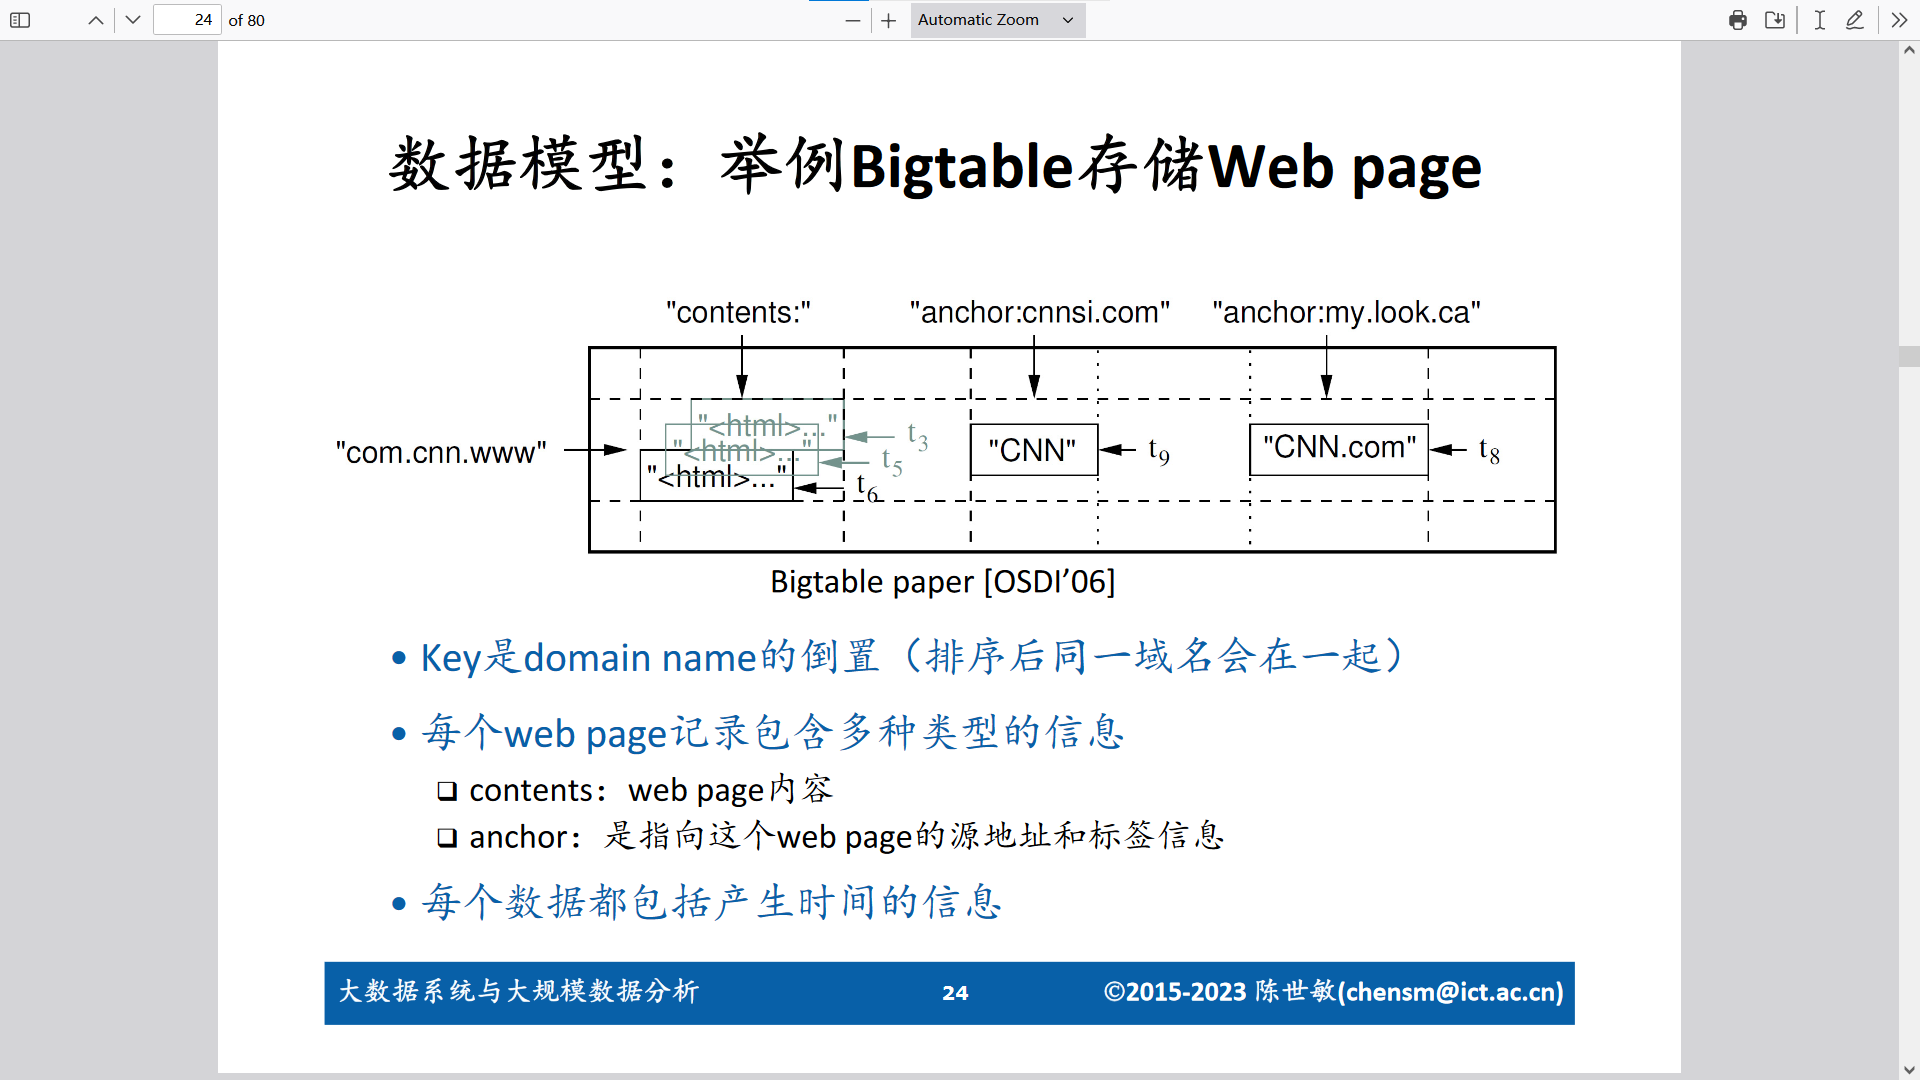 24 of 80 Automatic Zoom
数据模型：举例Bigtable存储Web page
"contents:" "anchor:cnnsi.com" "anchor:my.look.ca"
"<html>..." t3
"<html>..." t5
"com.cnn.www" "CNN" t9 "CNN.com" t8
"<html>..." t6
Bigtable paper [OSDI’06]
• Key是domain name的倒置（排序后同一域名会在一起）
• 每个web page记录包含多种类型的信息
❑ contents：web page内容
❑ anchor：是指向这个web page的源地址和标签信息
• 每个数据都包括产生时间的信息
大数据系统与大规模数据分析 24 ©2015-2023 陈世敏(chensm@ict.ac.cn)